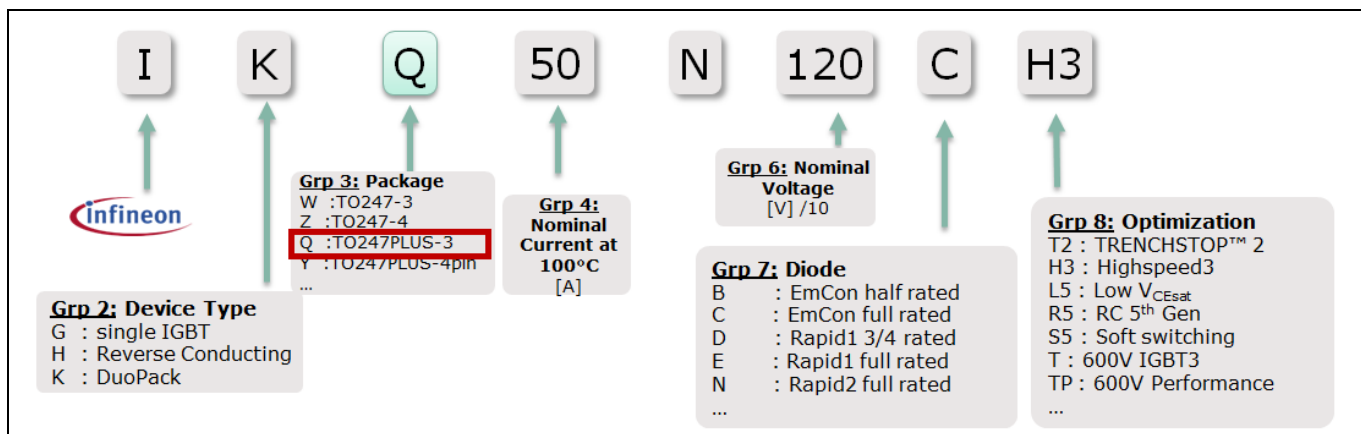 I K Q 50 N 120 C H3
infineon
Grp 2: Device Type
G : single IGBT
H : Reverse Conducting
K : DuoPack
Grp 3: Package
W :TO247-3
Z :TO247-4
Q :TO247PLUS-3
Y :TO247PLUS-4pin
...
Grp 4:
Nominal
Current at
100°C
[A]
Grp 6: Nominal
Voltage
[V] /10
Grp 7: Diode
B : EmCon half rated
C : EmCon full rated
D : Rapid1 3/4 rated
E : Rapid1 full rated
N : Rapid2 full rated
...
Grp 8: Optimization
T2 : TRENCHSTOP™ 2
H3 : Highspeed3
L5 : Low VCEsat
R5 : RC 5th Gen
S5 : Soft switching
T : 600V IGBT3
TP : 600V Performance
...